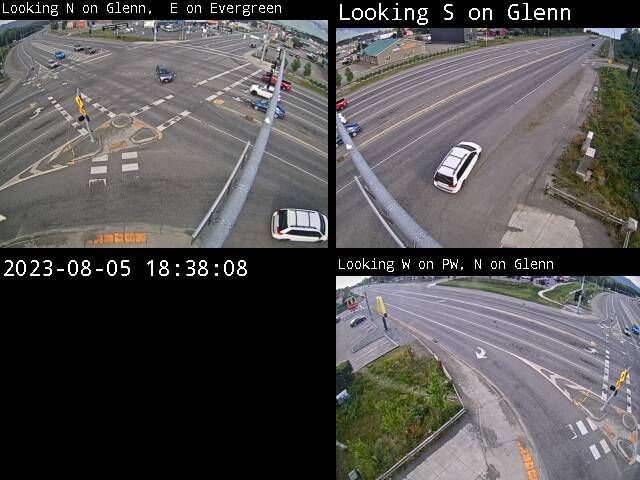 Looking N on Glenn, E on Evergreen
Looking S on Glenn
2023-08-05 18:38:08
Looking W on PW, N on Glenn